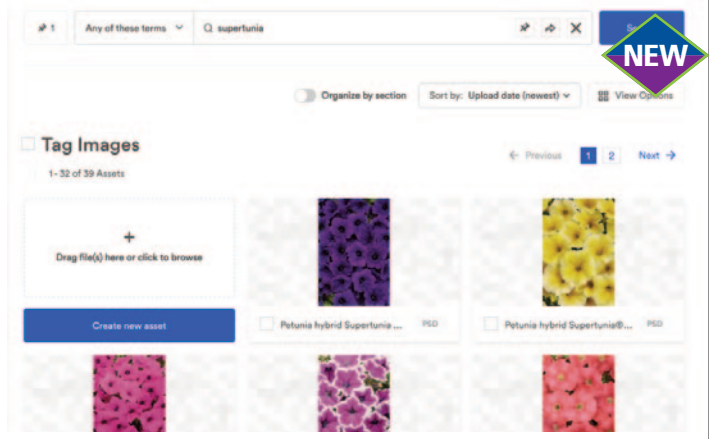 1 Any of these terms supertunia
NEW
Organize by section Sort by: Upload date (newest) View Options
Tag Images
Previous 1 2 Next
1-32 of 39 Assets
+
Drag file(s) here or click to browse
Create new asset
Petunia hybrid Supertunia ... PSD
Petunia hybrid Supertunia®... PSD